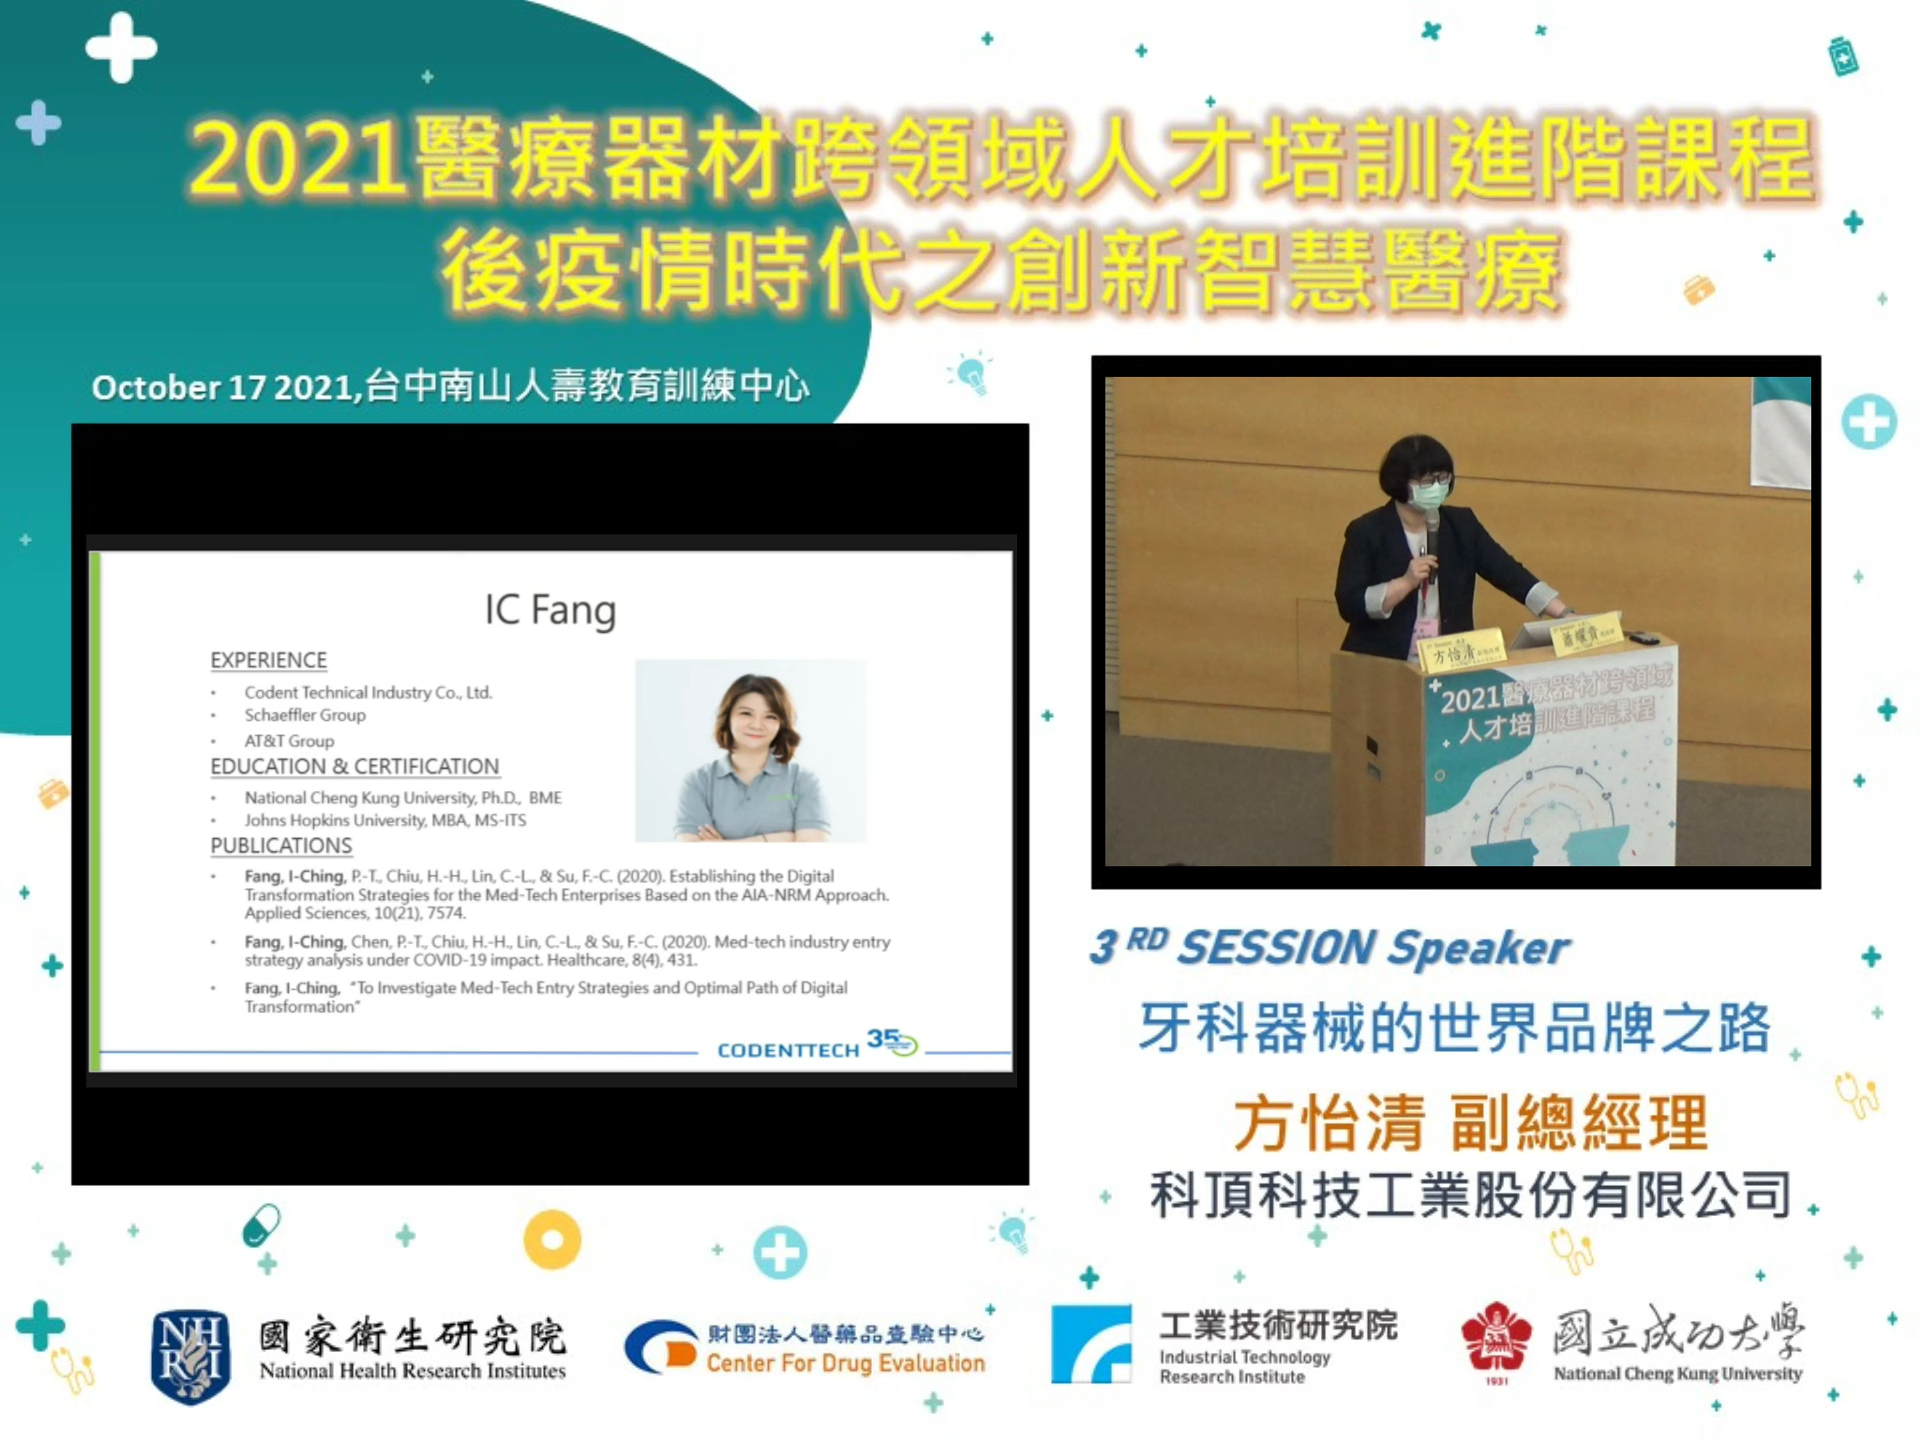 2021醫療器材跨領域人才培訓進階課程
後疫情時代之創新智慧醫療
October 17 2021,台中南山人壽教育訓練中心
IC Fang
EXPERIENCE
• Codent Technical Industry Co., Ltd.
• Schaeffler Group
• AT&T Group
EDUCATION & CERTIFICATION
• National Cheng Kung University, Ph.D., BME
• Johns Hopkins University, MBA, MS-ITS
PUBLICATIONS
• Fang, I-Ching, P.-T., Chiu, H.-H., Lin, C.-L., & Su, F.-C. (2020). Establishing the Digital
Transformation Strategies for the Med-Tech Enterprises Based on the AIA-NRM Approach.
Applied Sciences, 10(21), 7574.
• Fang, I-Ching, Chen, P.-T., Chiu, H.-H., Lin, C.-L., & Su, F.-C. (2020). Med-tech industry entry
strategy analysis under COVID-19 impact. Healthcare, 8(4), 431.
• Fang, I-Ching, “To Investigate Med-Tech Entry Strategies and Optimal Path of Digital
Transformation”
CODENTTECH 35
方怡清
2021醫療器材跨領域
人才培訓進階課程
3RD SESSION Speaker
牙科器械的世界品牌之路
方怡清 副總經理
科頂科技工業股份有限公司
NHRI
國家衛生研究院
National Health Research Institutes
財團法人醫藥品查驗中心
Center For Drug Evaluation
工業技術研究院
Industrial Technology
Research Institute
1931
國立成功大學
National Cheng Kung University